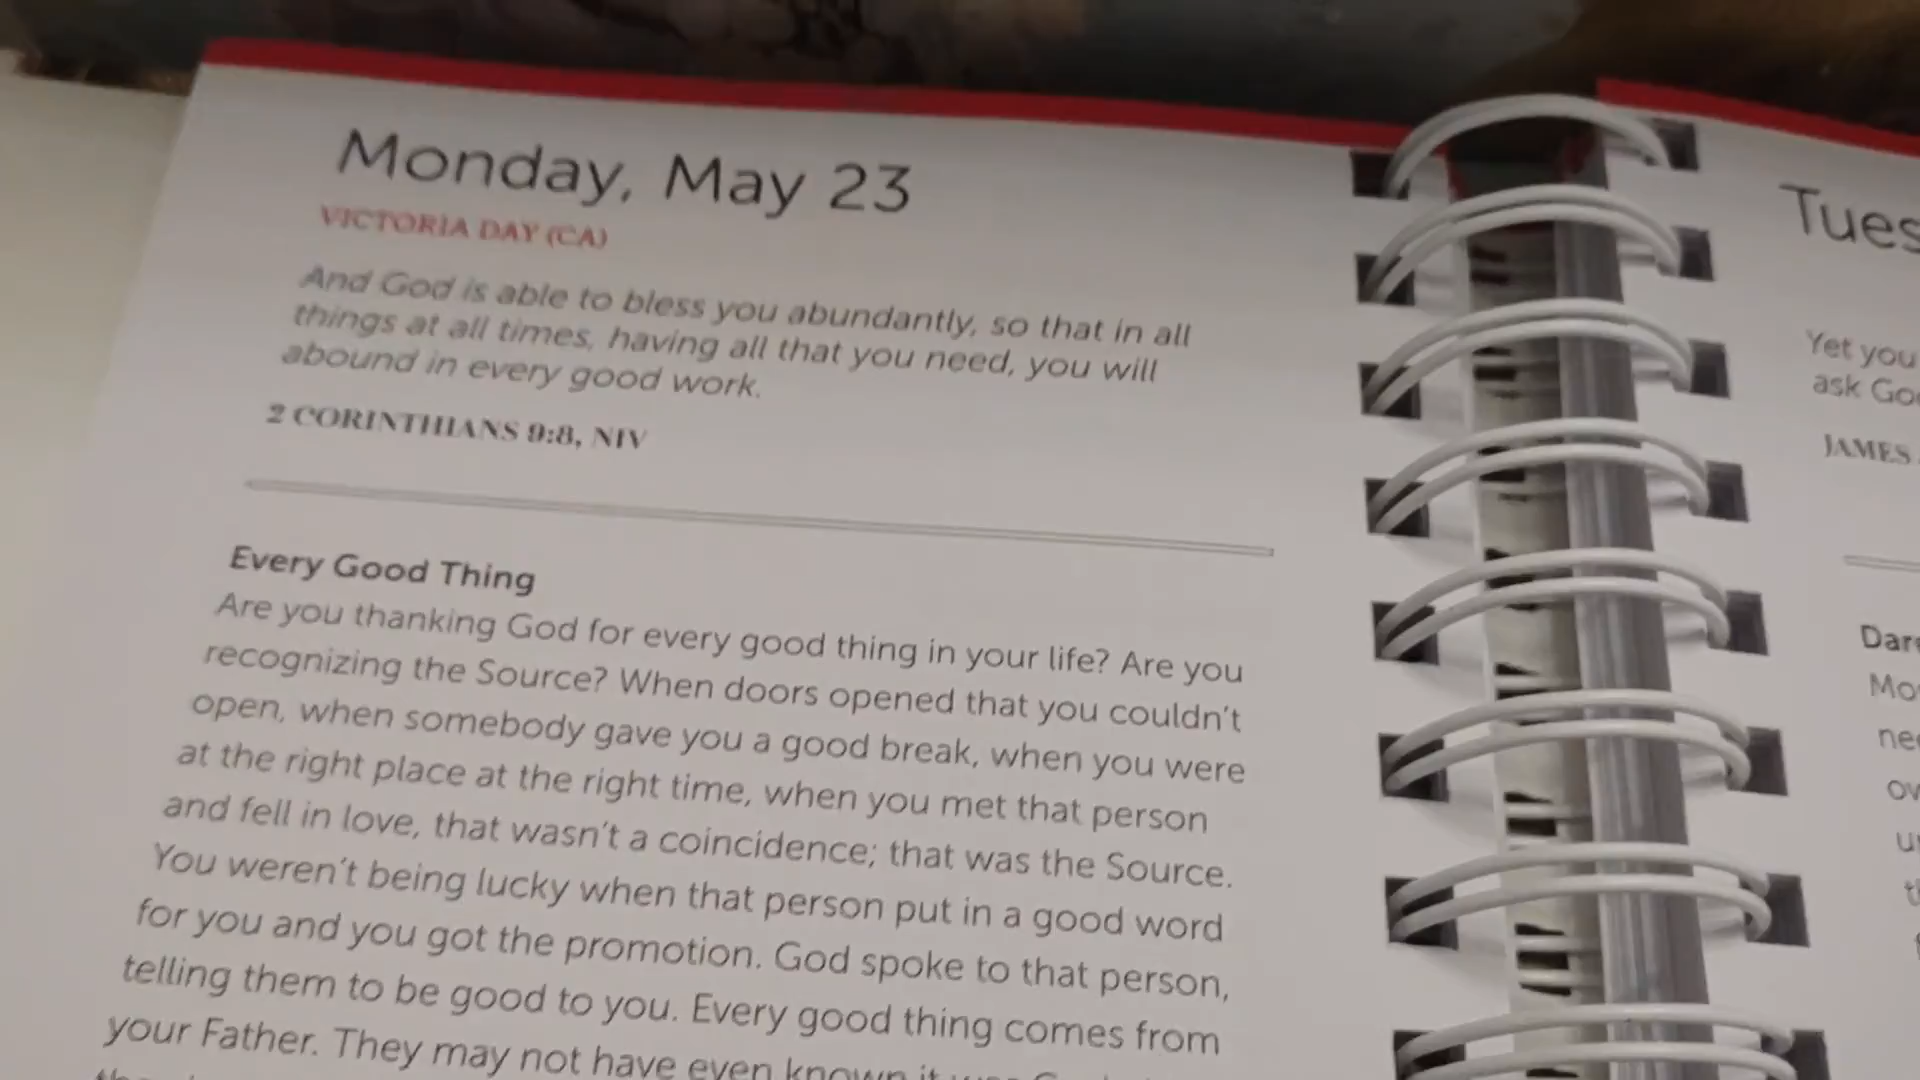 Monday, May 23
VICTORIA DAY (CA)
And God is able to bless you abundantly, so that in all
things at all times, having all that you need, you will
abound in every good work.
2 CORINTHIANS 9:8, NIV
Every Good Thing
Are you thanking God for every good thing in your life? Are you
recognizing the Source? When doors opened that you couldn't
open, when somebody gave you a good break, when you were
at the right place at the right time, when you met that person
and fell in love, that wasn't a coincidence; that was the Source.
You weren't being lucky when that person put in a good word
for you and you got the promotion. God spoke to that person,
telling them to be good to you. Every good thing comes from
your Father. They may not have even known it
Tues
Yet you
ask
JAMES